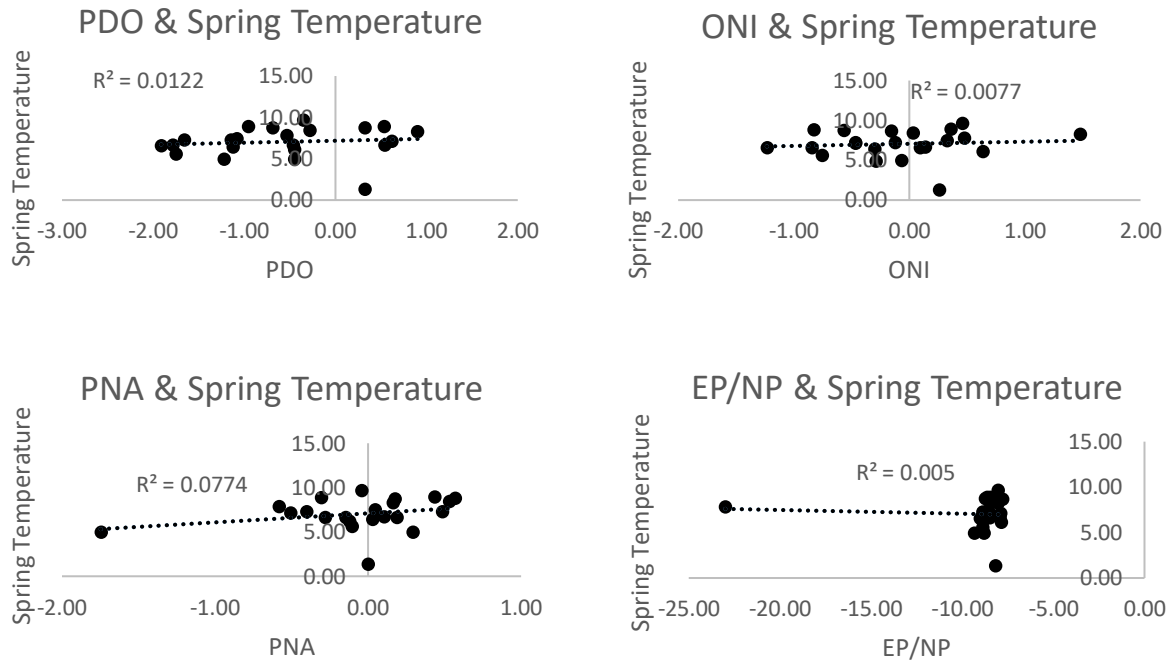 PDO & Spring Temperature
Spring Temperature
R² = 0.0122
15.00
10.00
5.00
0.00
-3.00 -2.00 -1.00 0.00 1.00 2.00
PDO
ONI & Spring Temperature
Spring Temperature
R² = 0.0077
15.00
10.00
5.00
0.00
-2.00 -1.00 0.00 1.00 2.00
ONI
PNA & Spring Temperature
Spring Temperature
R² = 0.0774
15.00
10.00
5.00
0.00
-2.00 -1.00 0.00 1.00
PNA
EP/NP & Spring Temperature
Spring Temperature
R² = 0.005
15.00
10.00
5.00
0.00
-25.00 -20.00 -15.00 -10.00 -5.00 0.00
EP/NP